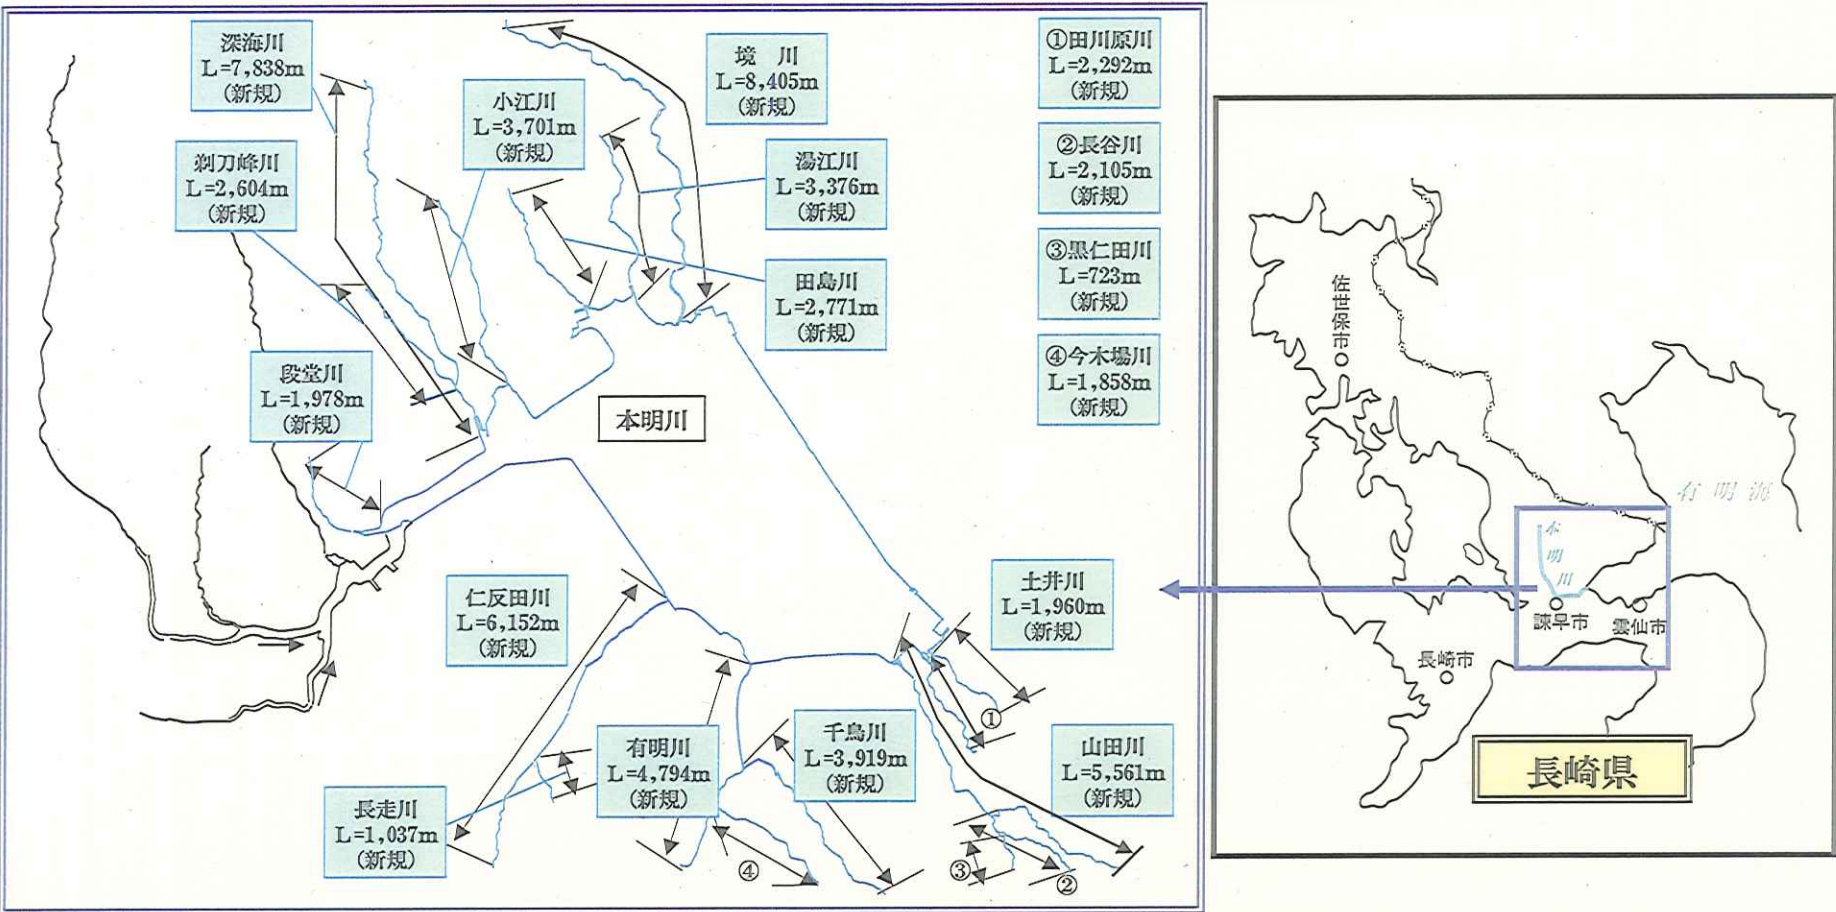 深海川
L=7,838m
(新規)
小江川
L=3,701m
(新規)
境 川
L=8,405m
(新規)
①田川原川
L=2,292m
(新規)
剃刀峰川
L=2,604m
(新規)
湯江川
L=3,376m
(新規)
②長谷川
L=2,105m
(新規)
田島川
L=2,771m
(新規)
③黒仁田川
L=723m
(新規)
段堂川
L=1,978m
(新規)
④今木場川
L=1,858m
(新規)
本明川
仁反田川
L=6,152m
(新規)
土井川
L=1,960m
(新規)
有明川
L=4,794m
(新規)
千鳥川
L=3,919m
(新規)
山田川
L=5,561m
(新規)
長走川
L=1,037m
(新規)
①
②
③
④
佐世保市
有明海
本明川
諫早市
雲仙市
長崎市
長崎県